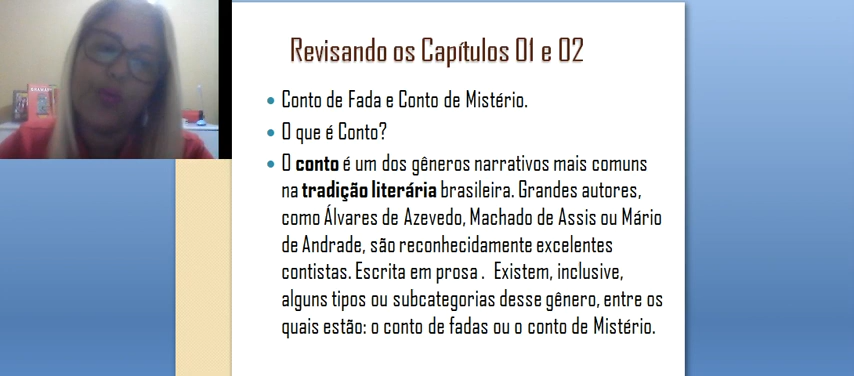 Revisando os Capítulos 01 e 02
• Conto de Fada e Conto de Mistério.
• O que é Conto?
• O conto é um dos gêneros narrativos mais comuns
na tradição literária brasileira. Grandes autores,
como Álvares de Azevedo, Machado de Assis ou Mário
de Andrade, são reconhecidamente excelentes
contistas. Escrita em prosa . Existem, inclusive,
alguns tipos ou subcategorias desse gênero, entre os
quais estão: o conto de fadas ou o conto de Mistério.